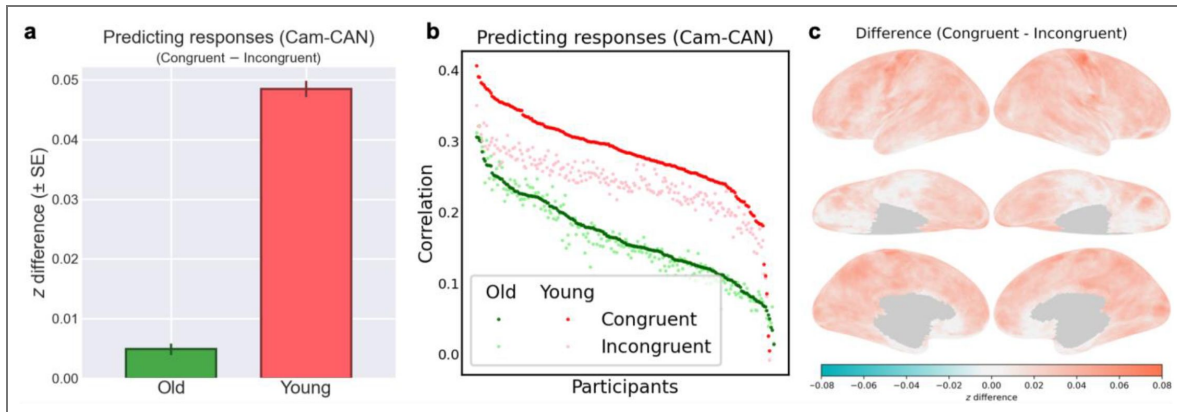 a
Predicting responses (Cam-CAN)
(Congruent − Incongruent)
z difference (± SE)
0.05
0.04
0.03
0.02
0.01
0.00
Old
Young
b
Predicting responses (Cam-CAN)
Correlation
0.4
0.3
0.2
0.1
0.0
Old Young
Congruent
Incongruent
Participants
c
Difference (Congruent - Incongruent)
-0.08 -0.06 -0.04 -0.02 0.00 0.02 0.04 0.06 0.08
z difference